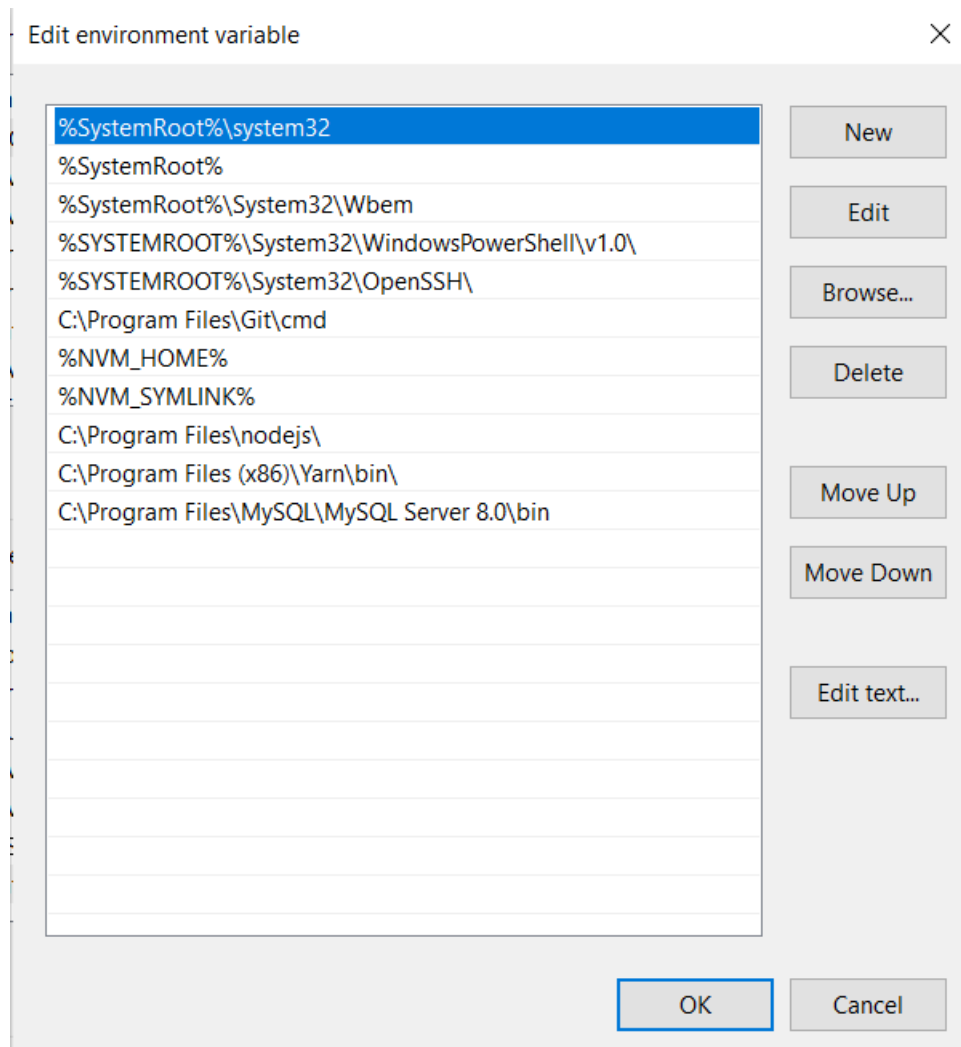 Edit environment variable
%SystemRoot%\system32
New
%SystemRoot%
%SystemRoot%\System32\Wbem
Edit
%SYSTEMROOT%\System32\WindowsPowerShell\v1.0\
%SYSTEMROOT%\System32\OpenSSH\
Browse...
C:\Program Files\Git\cmd
%NVM_HOME%
Delete
%NVM_SYMLINK%
C:\Program Files\nodejs\
C:\Program Files (x86)\Yarn\bin\
Move Up
C:\Program Files\MySQL\MySQL Server 8.0\bin
Move Down
Edit text...
OK
Cancel